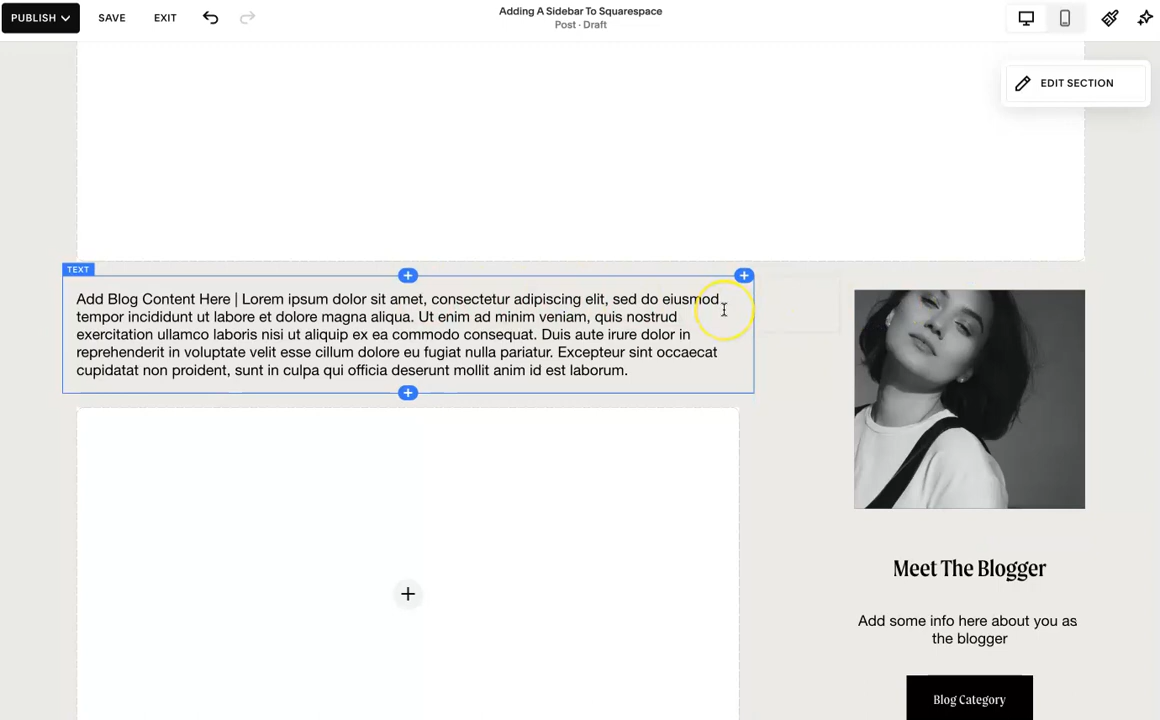 PUBLISH
SAVE
EXIT
Adding A Sidebar To Squarespace
Post · Draft
EDIT SECTION
TEXT
Add Blog Content Here | Lorem ipsum dolor sit amet, consectetur adipiscing elit, sed do eiusmod
tempor incididunt ut labore et dolore magna aliqua. Ut enim ad minim veniam, quis nostrud
exercitation ullamco laboris nisi ut aliquip ex ea commodo consequat. Duis aute irure dolor in
reprehenderit in voluptate velit esse cillum dolore eu fugiat nulla pariatur. Excepteur sint occaecat
cupidatat non proident, sunt in culpa qui officia deserunt mollit anim id est laborum.
Meet The Blogger
Add some info here about you as
the blogger
Blog Category